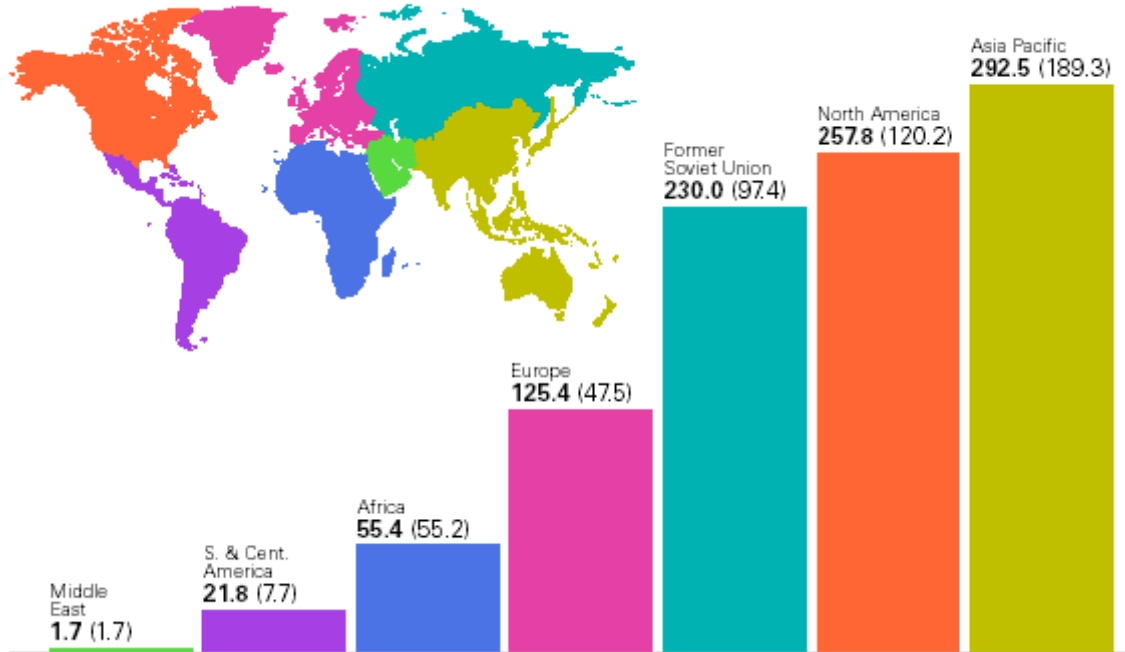 Middle
East
1.7 (1.7)
S. & Cent.
America
21.8 (7.7)
Africa
55.4 (55.2)
Europe
125.4 (47.5)
Former
Soviet Union
230.0 (97.4)
North America
257.8 (120.2)
Asia Pacific
292.5 (189.3)